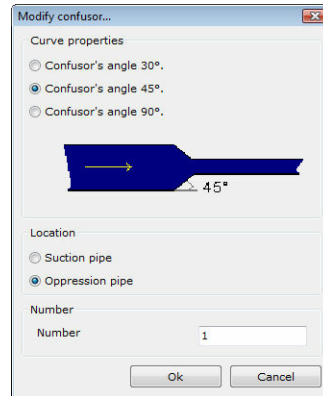 Modify confusor...
Curve properties
Confusor's angle 30°.
Confusor's angle 45°.
Confusor's angle 90°.
45°
Location
Suction pipe
Oppression pipe
Number
Number 1
Ok Cancel